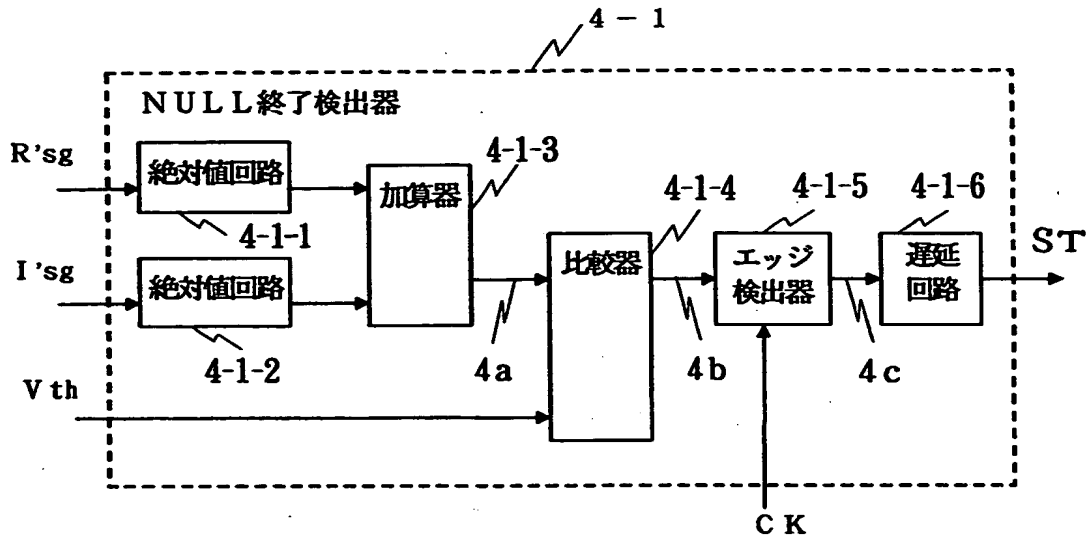 4-1
NULL終了検出器
R'sg
絶対値回路
4-1-1
I'sg
絶対値回路
4-1-2
Vth
加算器
4-1-3
4a
比較器
4-1-4
4b
エッジ
検出器
4-1-5
4c
遅延
回路
4-1-6
ST
CK